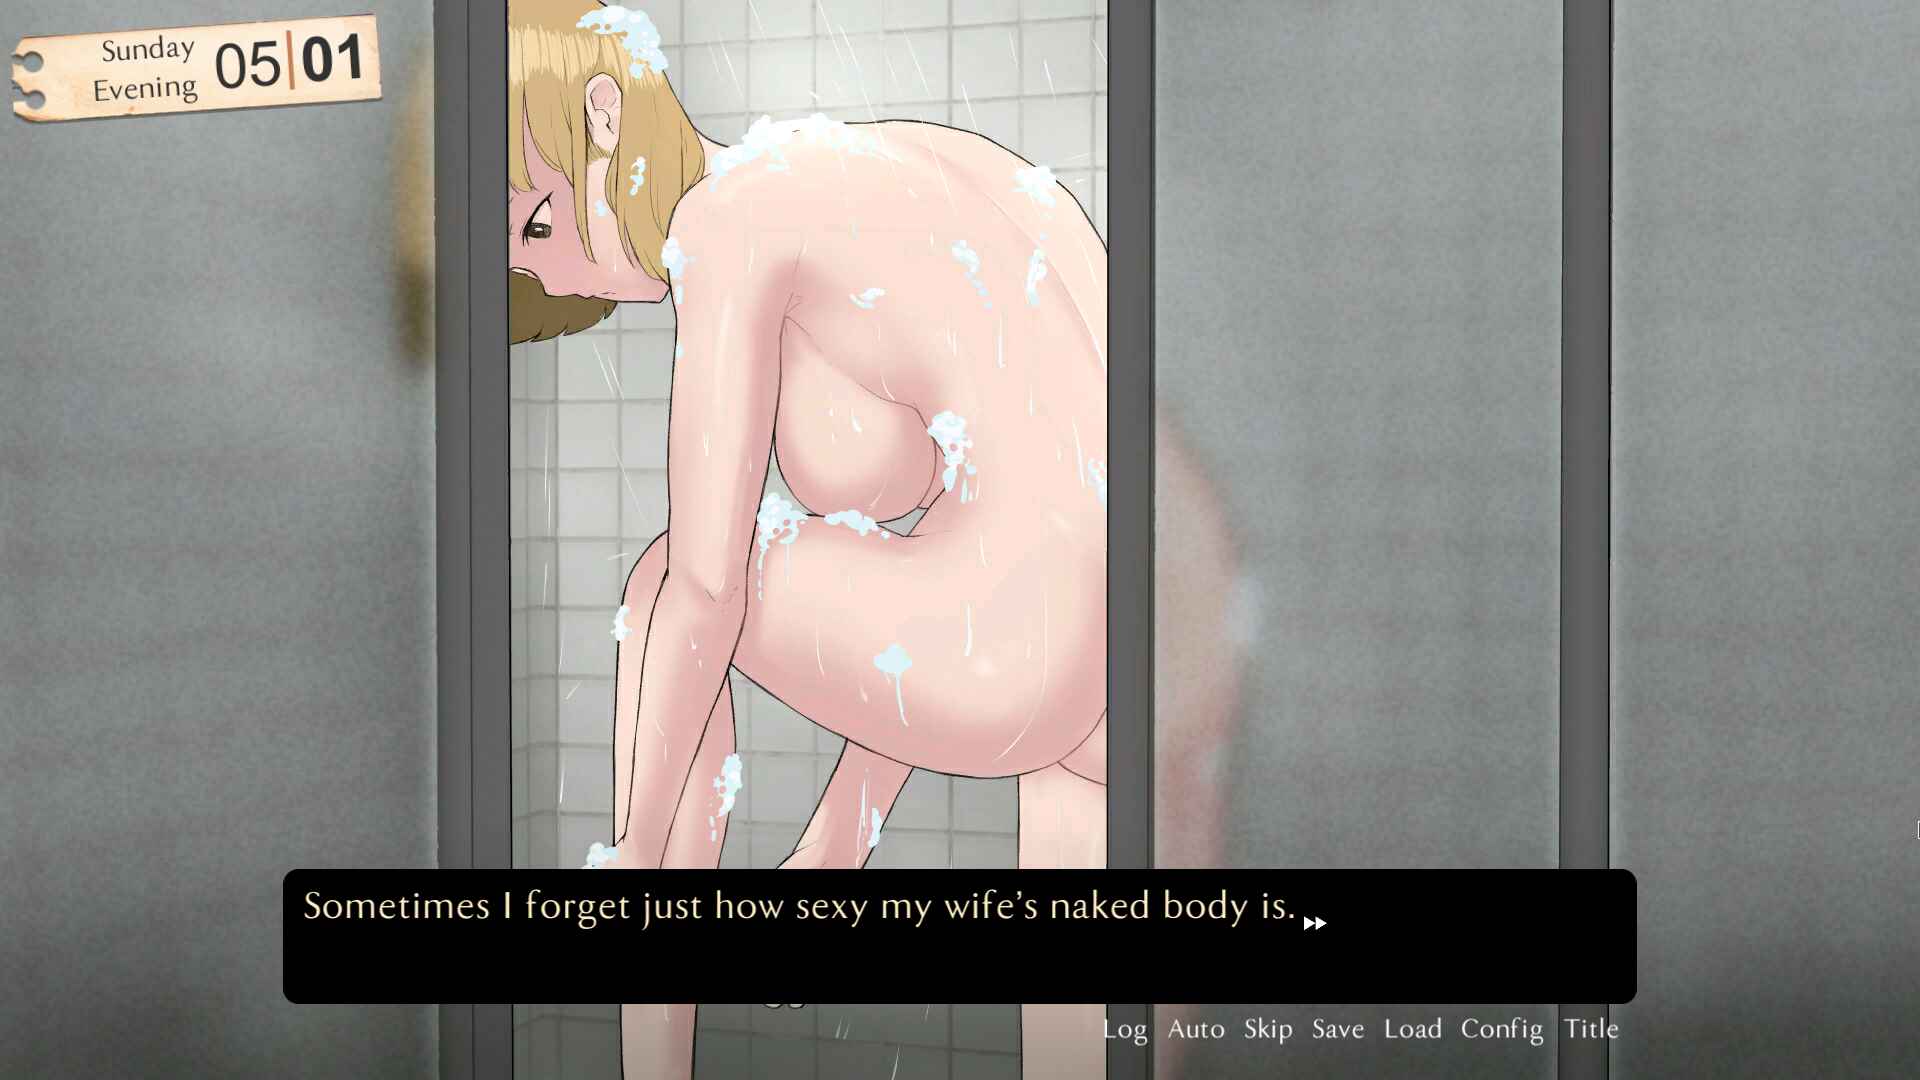 Sunday
Evening
05|01
Sometimes I forget just how sexy my wife's naked body is.
Log Auto Skip Save Load Config Title